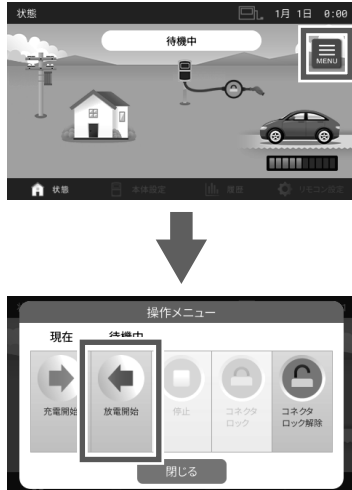 状態
1月 1日 0:00
待機中
MENU
状態
本体設定
履歴
リモコン設定
操作メニュー
現在 待機中
充電開始
放電開始
停止
コネクタ
ロック
コネクタ
ロック解除
閉じる